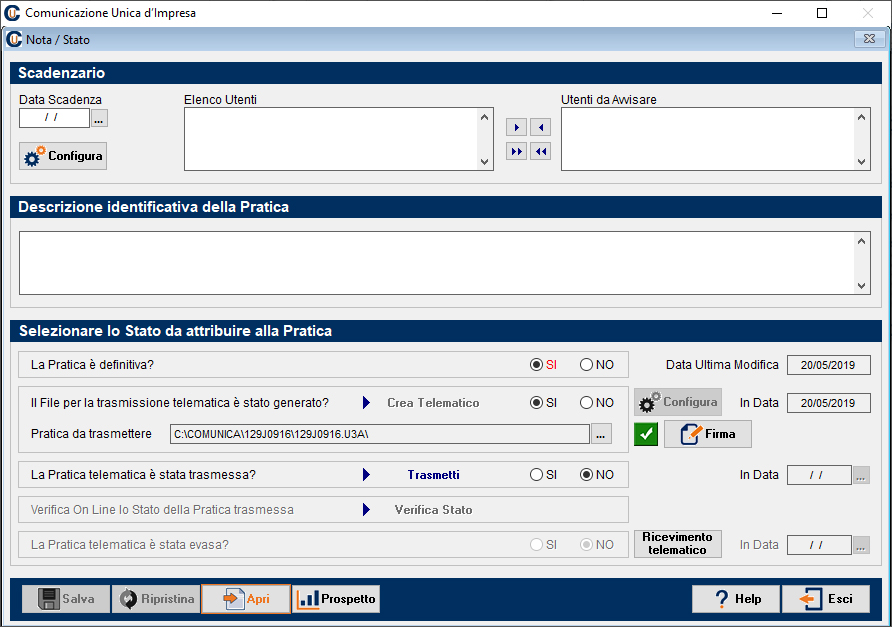 Comunicazione Unica d'Impresa
Nota / Stato
Scadenzario
Data Scadenza
Elenco Utenti
Utenti da Avvisare
/ /
...
Configura
Descrizione identificativa della Pratica
Selezionare lo Stato da attribuire alla Pratica
La Pratica è definitiva? SI NO Data Ultima Modifica 20/05/2019
Il File per la trasmissione telematica è stato generato? Crea Telematico SI NO Configura In Data 20/05/2019
Pratica da trasmettere C:\COMUNICA\129J0916\129J0916.U3A\ ... Firma
La Pratica telematica è stata trasmessa? Trasmetti SI NO In Data / / ...
Verifica On Line lo Stato della Pratica trasmessa Verifica Stato
La Pratica telematica è stata evasa? SI NO Ricevimento telematico In Data / / ...
Salva Ripristina Apri Prospetto ? Help Esci